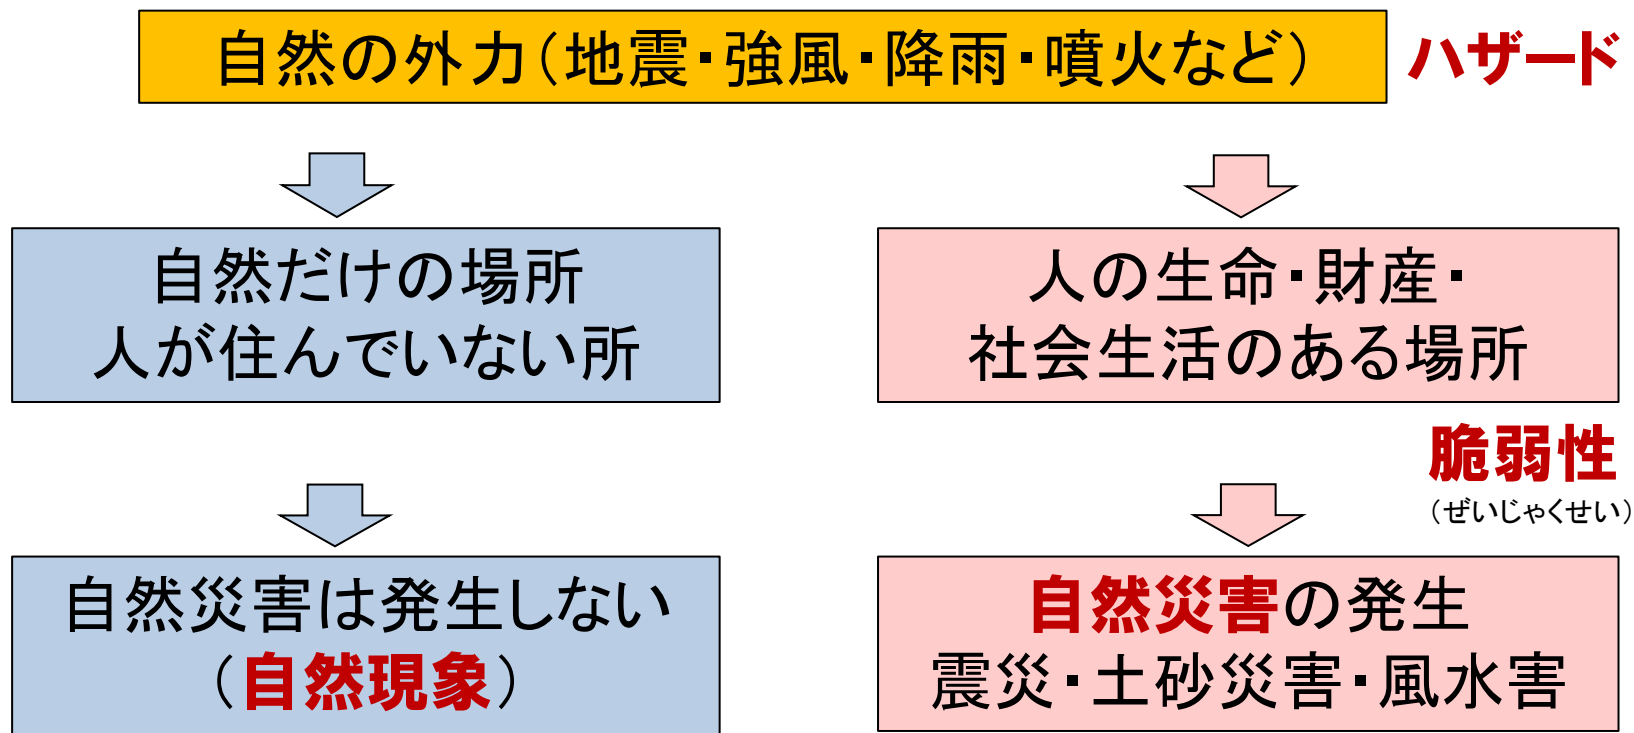 自然の外力（地震・強風・降雨・噴火など）
ハザード
自然だけの場所
人が住んでいない所
人の生命・財産・
社会生活のある場所
脆弱性
（ぜいじゃくせい）
自然災害は発生しない
（自然現象）
自然災害の発生
震災・土砂災害・風水害